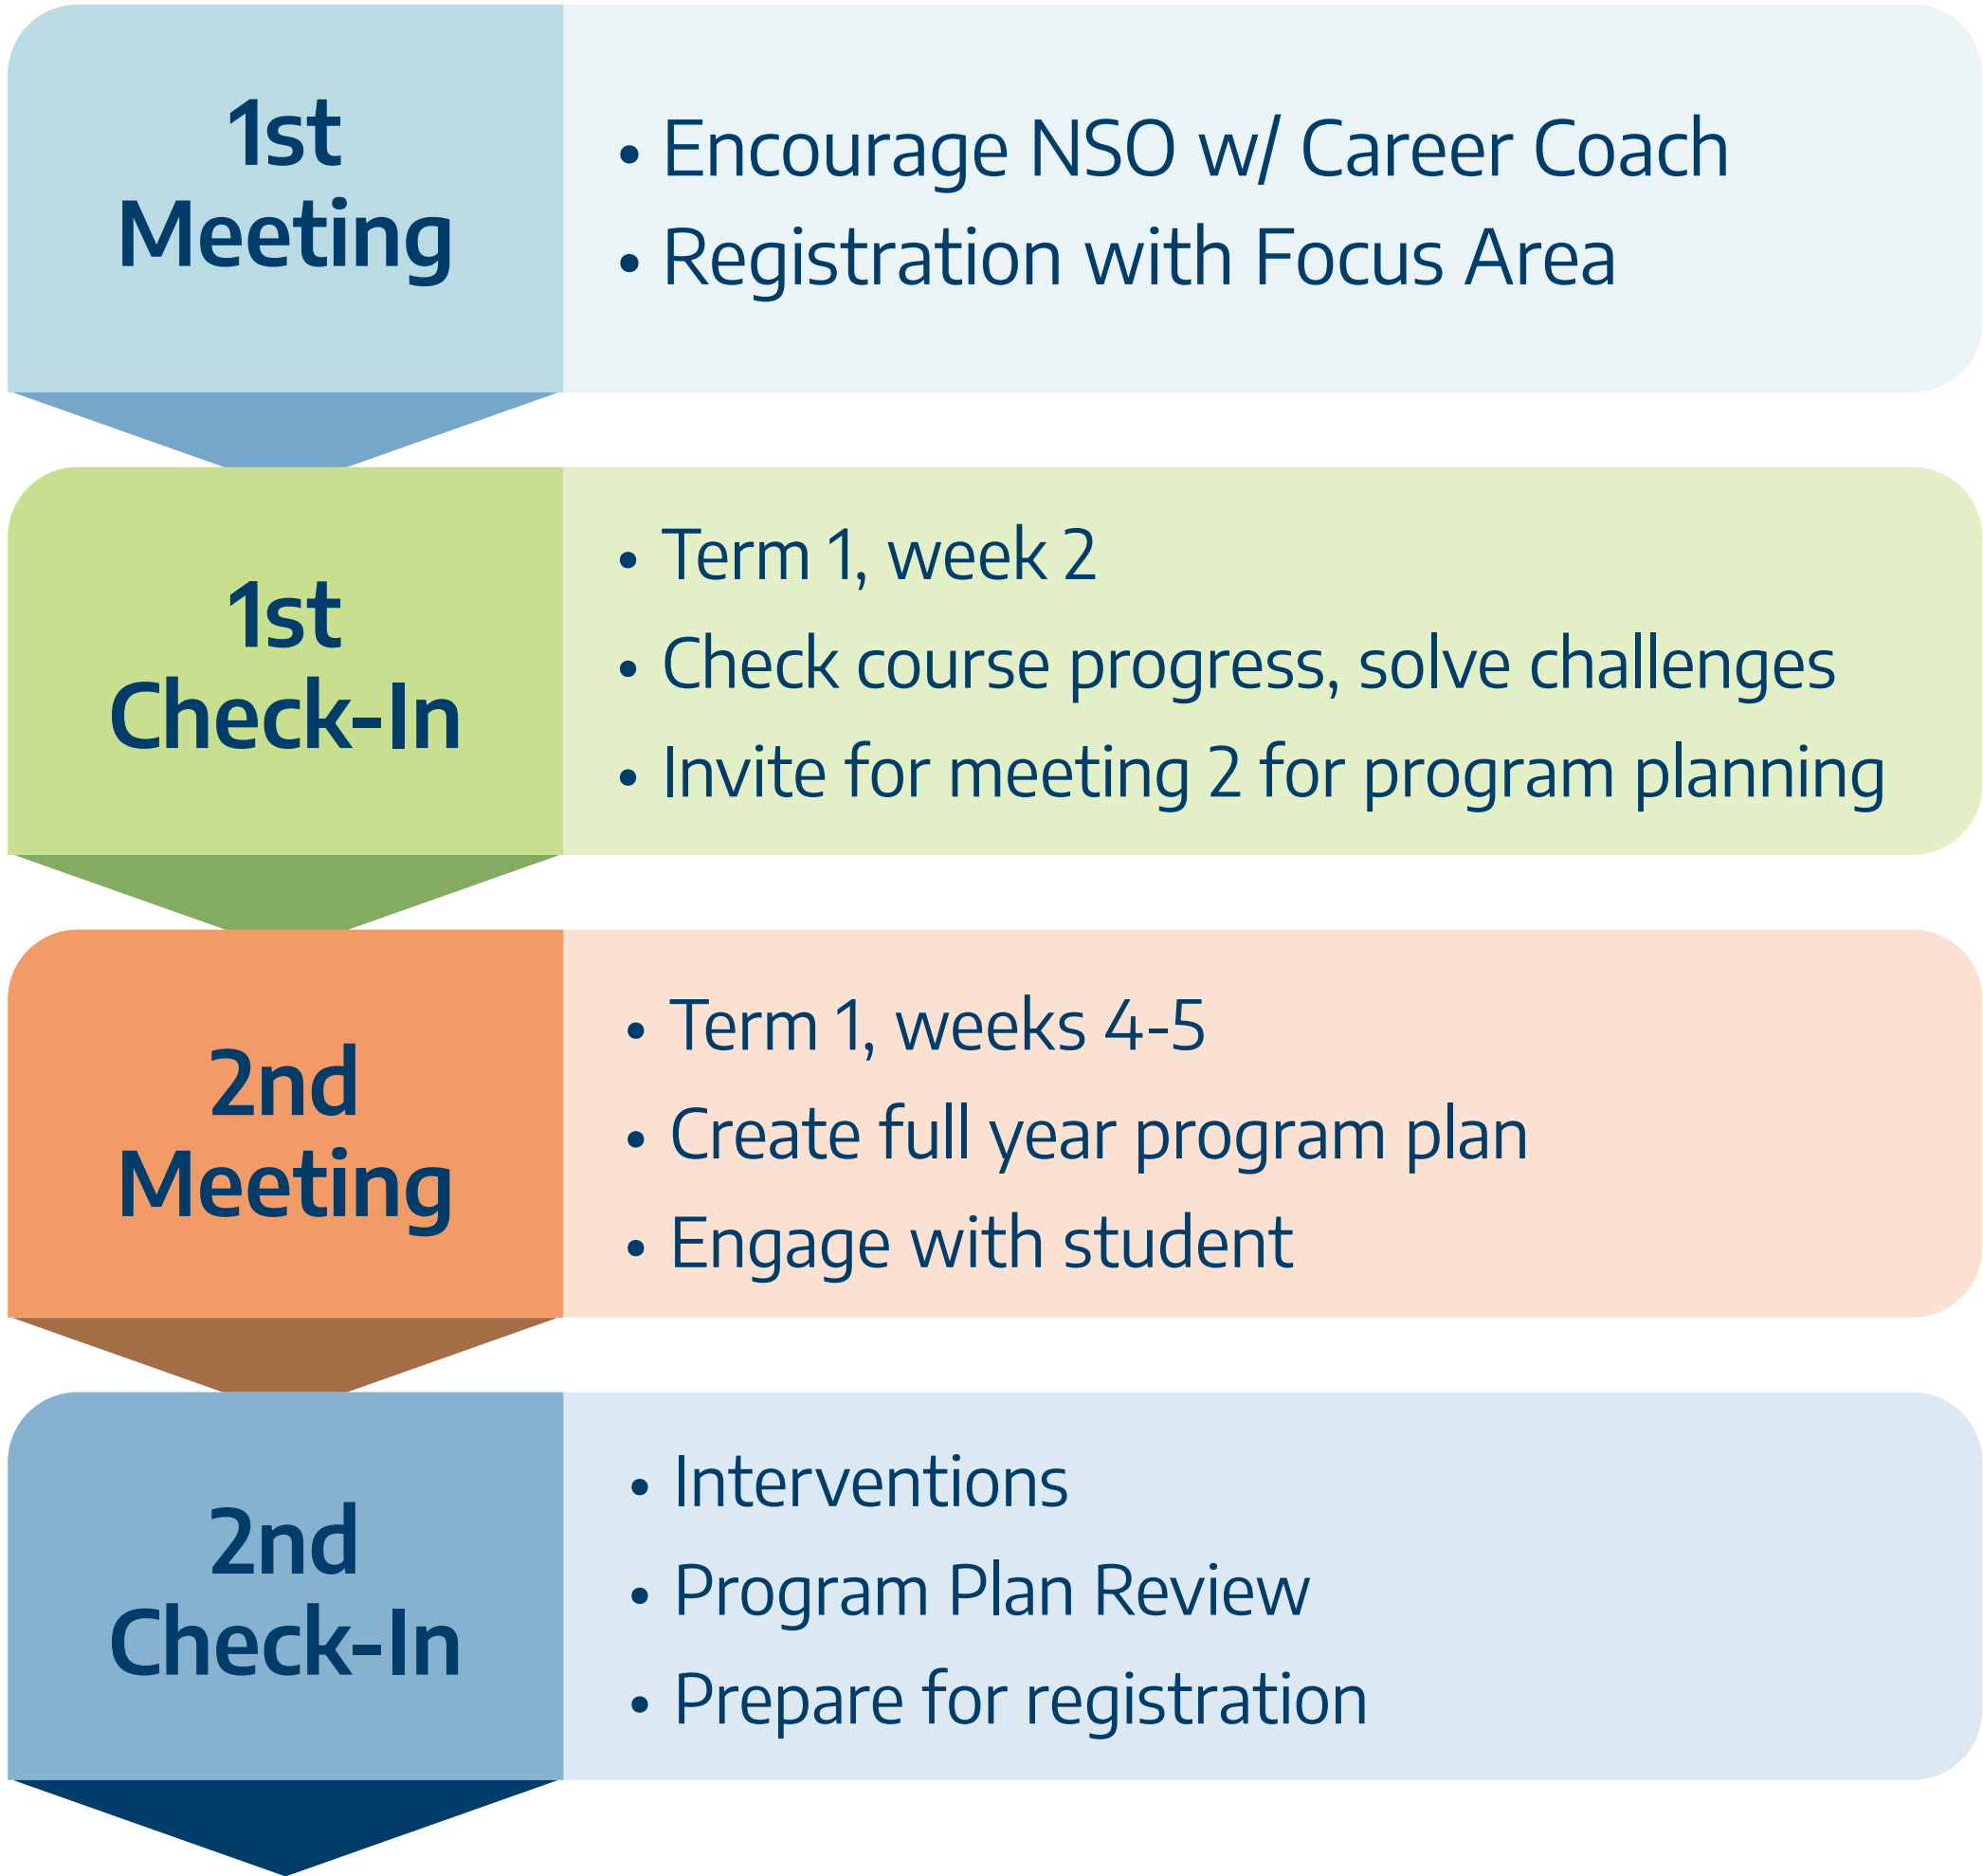 1st
Meeting
• Encourage NSO w/ Career Coach
• Registration with Focus Area
1st
Check-In
• Term 1, week 2
• Check course progress, solve challenges
• Invite for meeting 2 for program planning
2nd
Meeting
• Term 1, weeks 4-5
• Create full year program plan
• Engage with student
2nd
Check-In
• Interventions
• Program Plan Review
• Prepare for registration